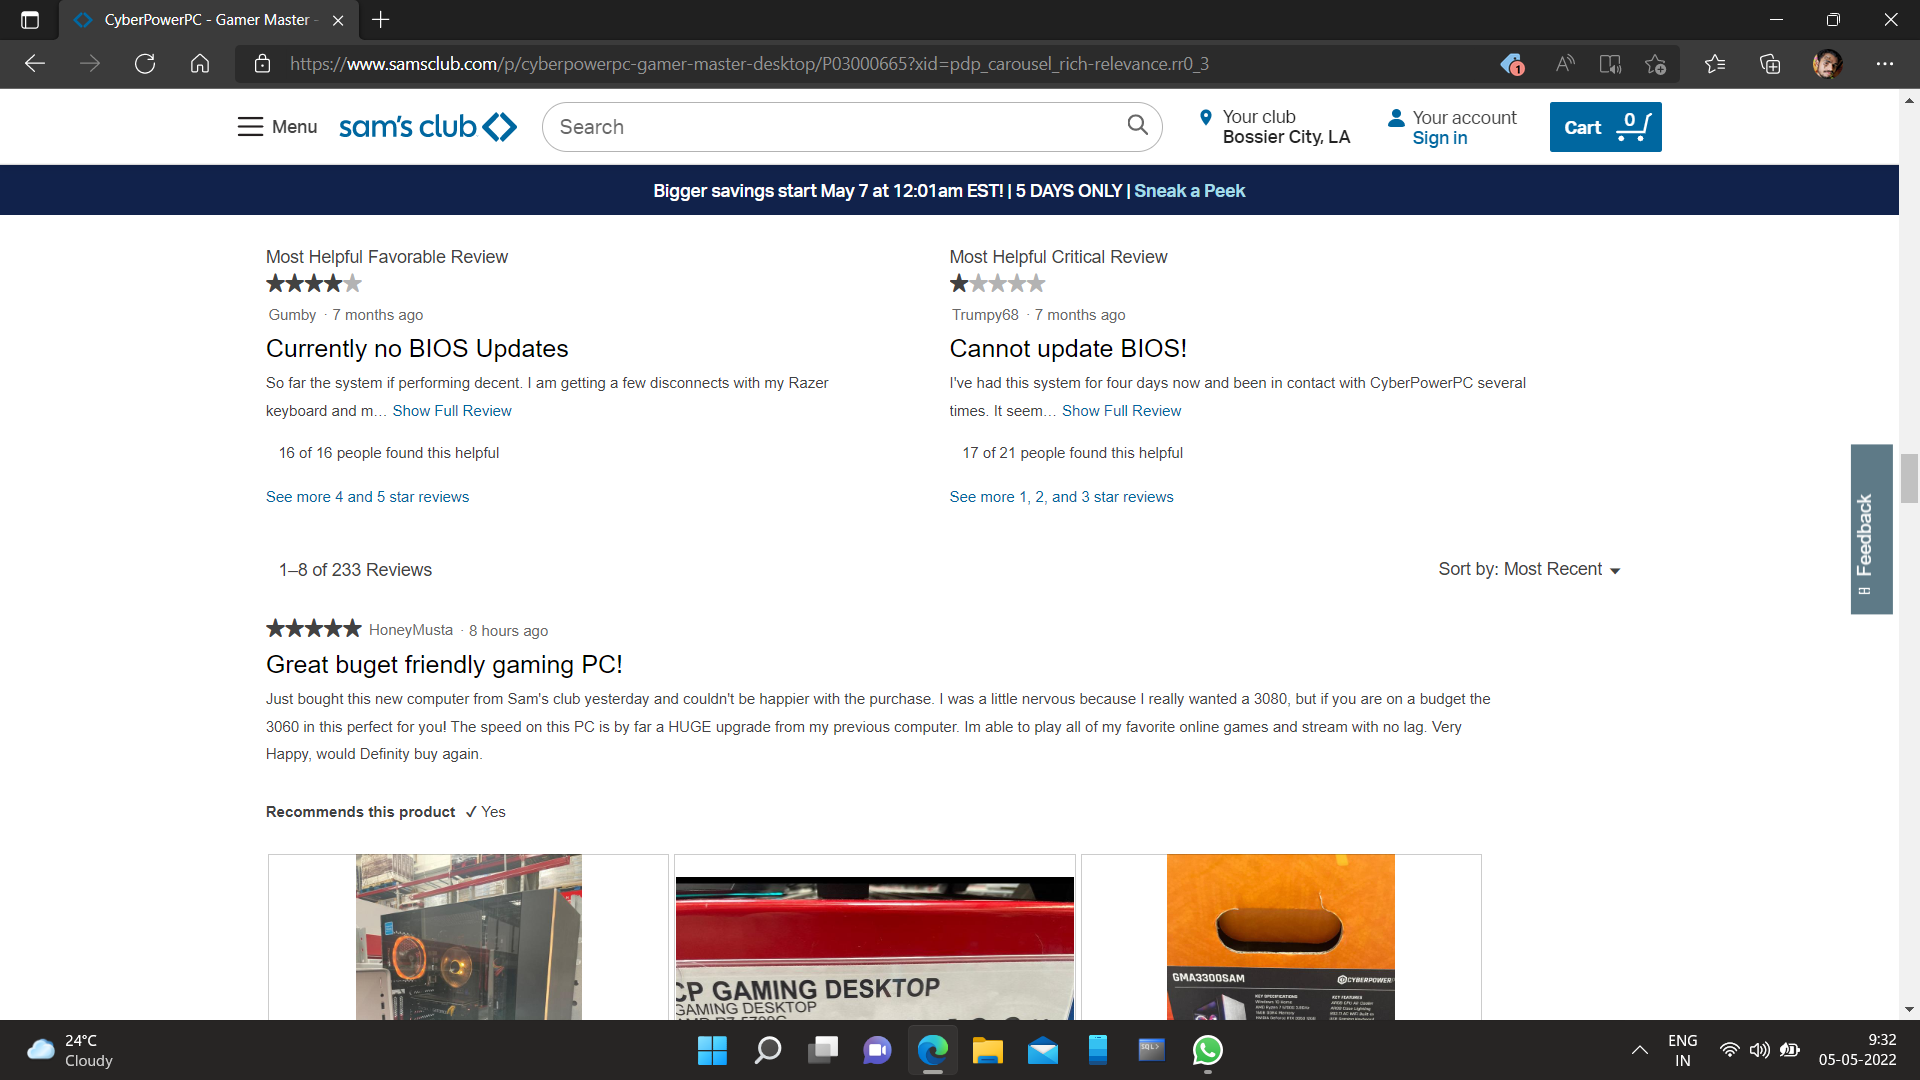 CyberPowerPC - Gamer Master -
https://www.samsclub.com/p/cyberpowerpc-gamer-master-desktop/P03000665?xid=pdp_carousel_rich-relevance.rr0_3
1
Menu
sam's club
Search
Your club
Bossier City, LA
Your account
Sign in
Cart
0
Bigger savings start May 7 at 12:01am EST! | 5 DAYS ONLY | Sneak a Peek
Most Helpful Favorable Review
Gumby · 7 months ago
Currently no BIOS Updates
So far the system if performing decent. I am getting a few disconnects with my Razer
keyboard and m... Show Full Review
16 of 16 people found this helpful
See more 4 and 5 star reviews
Most Helpful Critical Review
Trumpy68 · 7 months ago
Cannot update BIOS!
I've had this system for four days now and been in contact with CyberPowerPC several
times. It seem... Show Full Review
17 of 21 people found this helpful
See more 1, 2, and 3 star reviews
Feedback
1–8 of 233 Reviews
Sort by: Most Recent
HoneyMusta · 8 hours ago
Great buget friendly gaming PC!
Just bought this new computer from Sam's club yesterday and couldn't be happier with the purchase. I was a little nervous because I really wanted a 3080, but if you are on a budget the
3060 in this perfect for you! The speed on this PC is by far a HUGE upgrade from my previous computer. Im able to play all of my favorite online games and stream with no lag. Very
Happy, would Definity buy again.
Recommends this product ✓ Yes
CP GAMING DESKTOP
GAMING DESKTOP
GMA3300SAM
CYBERPOWER
KEY SPECIFICATIONS
KEY FEATURES
24°C
Cloudy
SQL>
ENG
IN
9:32
05-05-2022